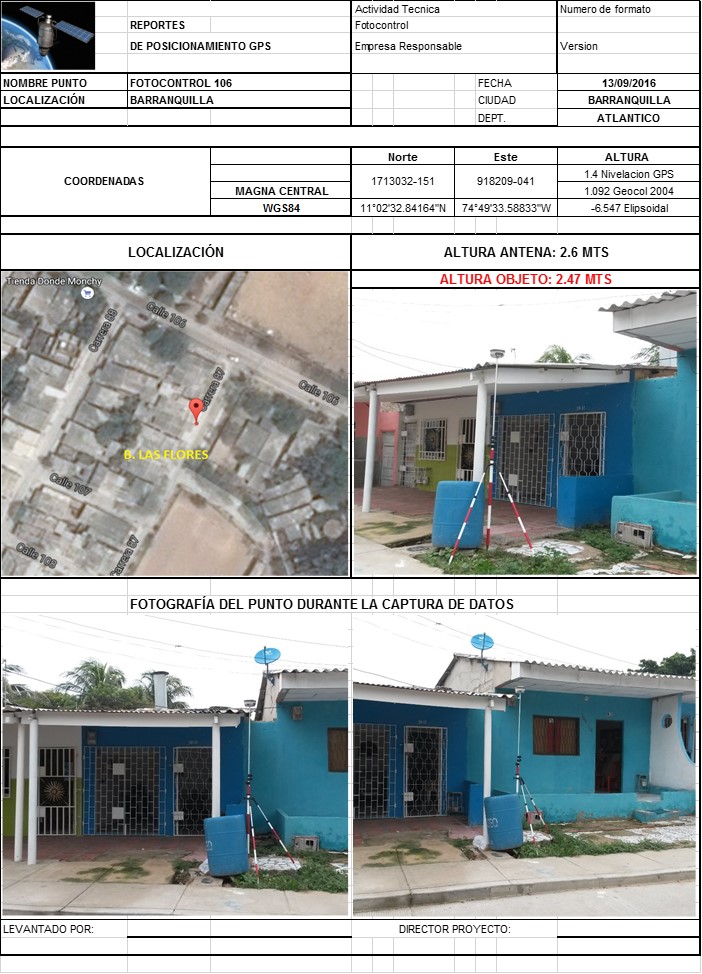 Actividad Tecnica
Numero de formato
REPORTES
Fotocontrol
DE POSICIONAMIENTO GPS
Empresa Responsable
Version
NOMBRE PUNTO
FOTOCONTROL 106
FECHA
13/09/2016
LOCALIZACIÓN
BARRANQUILLA
CIUDAD
BARRANQUILLA
DEPT.
ATLANTICO
COORDENADAS
Norte
Este
ALTURA
1713032-151
918209-041
1.4 Nivelacion GPS
MAGNA CENTRAL
1.092 Geocol 2004
WGS84
11°02'32.84164"N
74°49'33.58833"W
-6.547 Elipsoidal
LOCALIZACIÓN
ALTURA ANTENA: 2.6 MTS
ALTURA OBJETO: 2.47 MTS
Tienda Donde Monchy
Calle 106
Carrera 68
Carrera 67
Calle 106
B. LAS FLORES
Calle 107
Calle 108
Carrera 67
FOTOGRAFÍA DEL PUNTO DURANTE LA CAPTURA DE DATOS
LEVANTADO POR:
DIRECTOR PROYECTO: